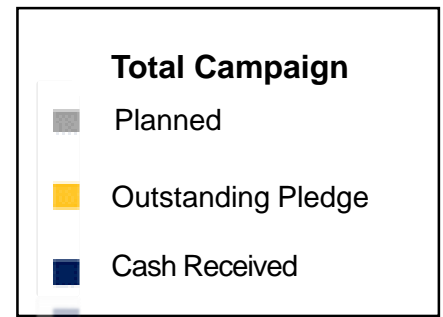 Total Campaign
Planned
Outstanding Pledge
Cash Received